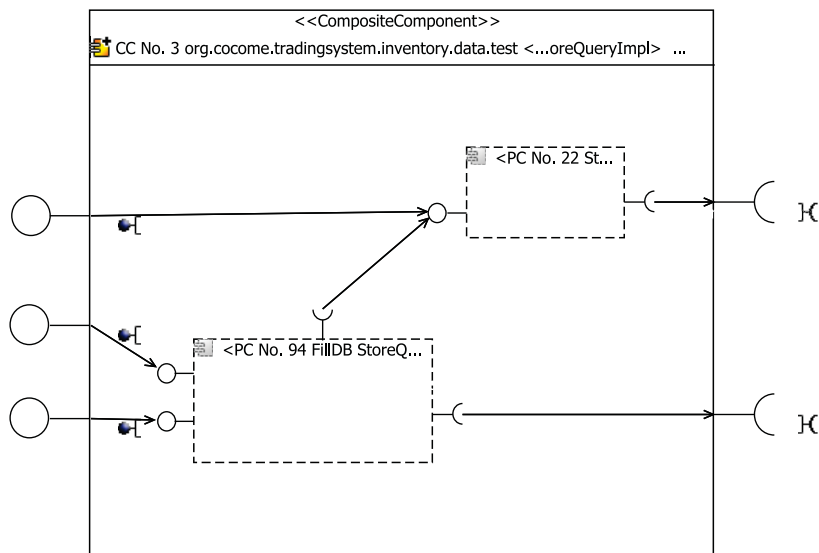 <<CompositeComponent>>
CC No. 3 org.cocome.tradingsystem.inventory.data.test <...oreQueryImpl> ...
<PC No. 22 St...
<PC No. 94 FillDB StoreQ...